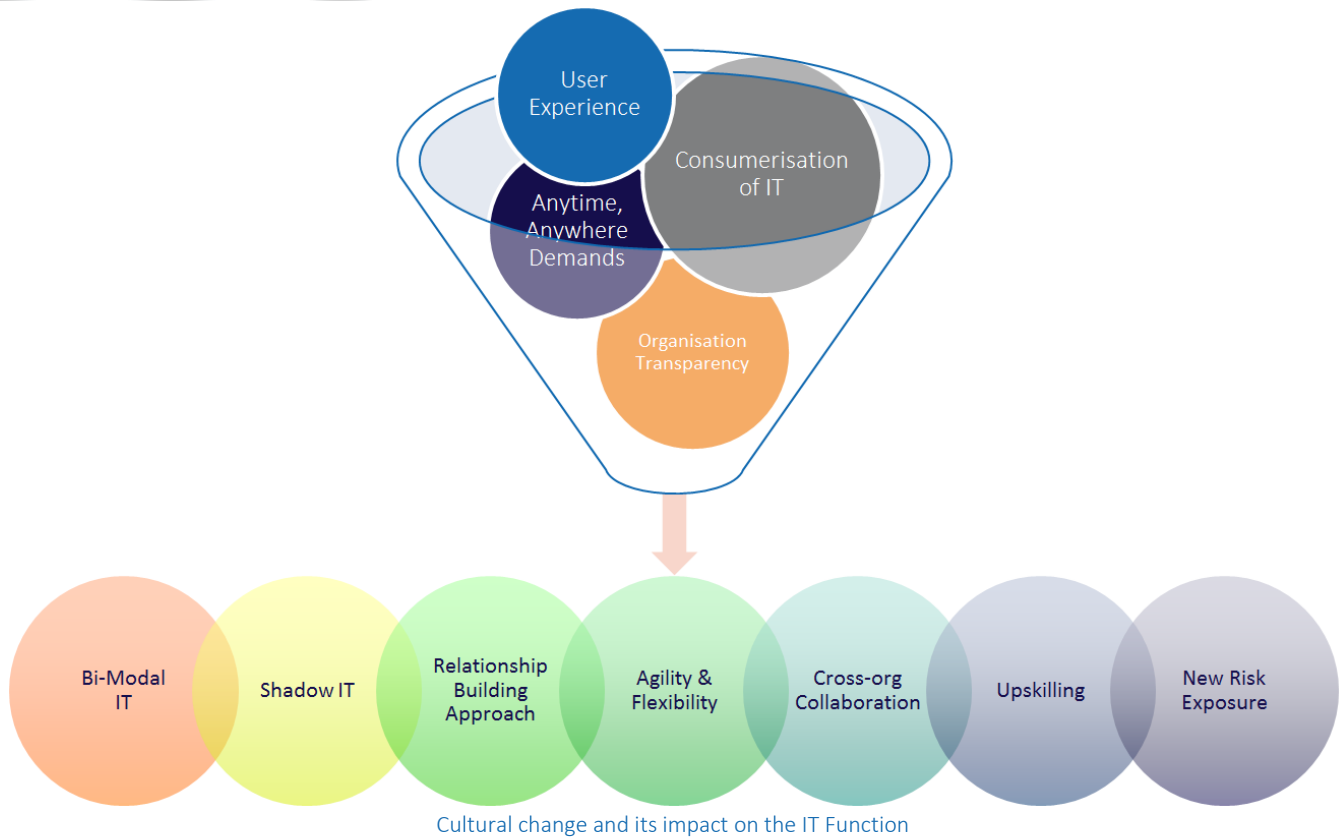 User
Experience
Consumerisation
of IT
Anytime,
Anywhere
Demands
Organisation
Transparency
Bi-Modal
IT
Shadow IT
Relationship
Building
Approach
Agility &
Flexibility
Cross-org
Collaboration
Upskilling
New Risk
Exposure
Cultural change and its impact on the IT Function